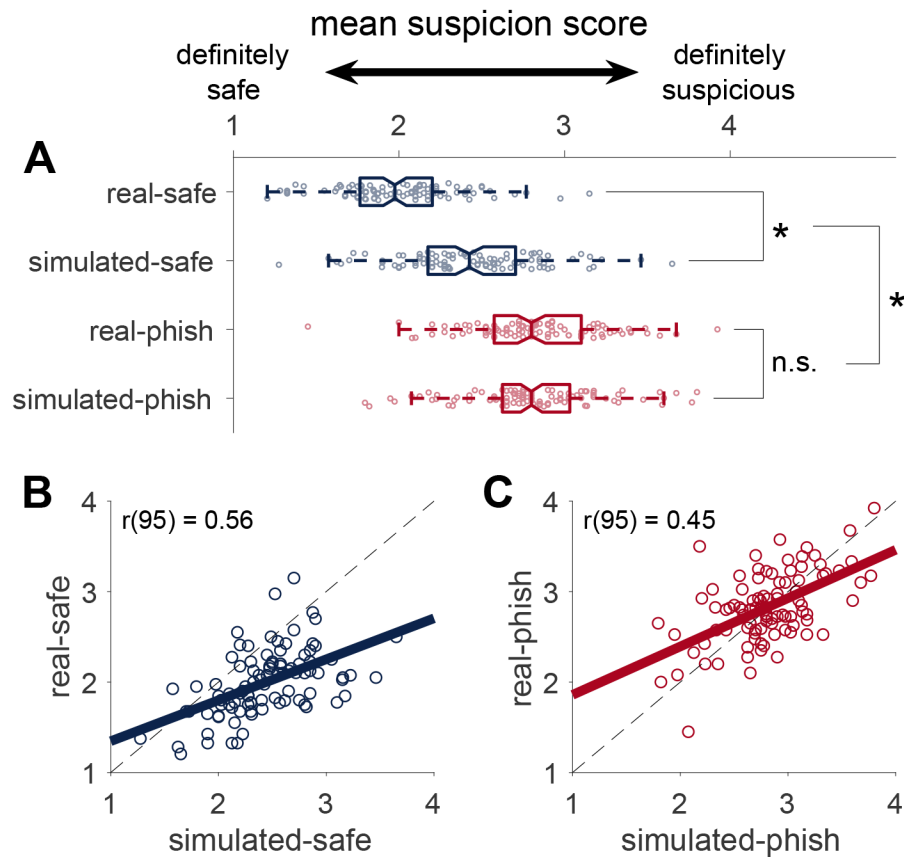 mean suspicion score
definitely safe
definitely suspicious
1 2 3 4
A
real-safe
simulated-safe
real-phish
simulated-phish
*
*
n.s.
B
r(95) = 0.56
4
3
2
1
real-safe
1 2 3 4
simulated-safe
C
r(95) = 0.45
4
3
2
1
real-phish
1 2 3 4
simulated-phish